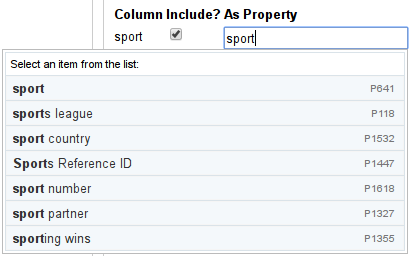 Column Include? As Property
sport sport
Select an item from the list:
sport P641
sports league P118
sport country P1532
Sports Reference ID P1447
sport number P1618
sport partner P1327
sporting wins P1355